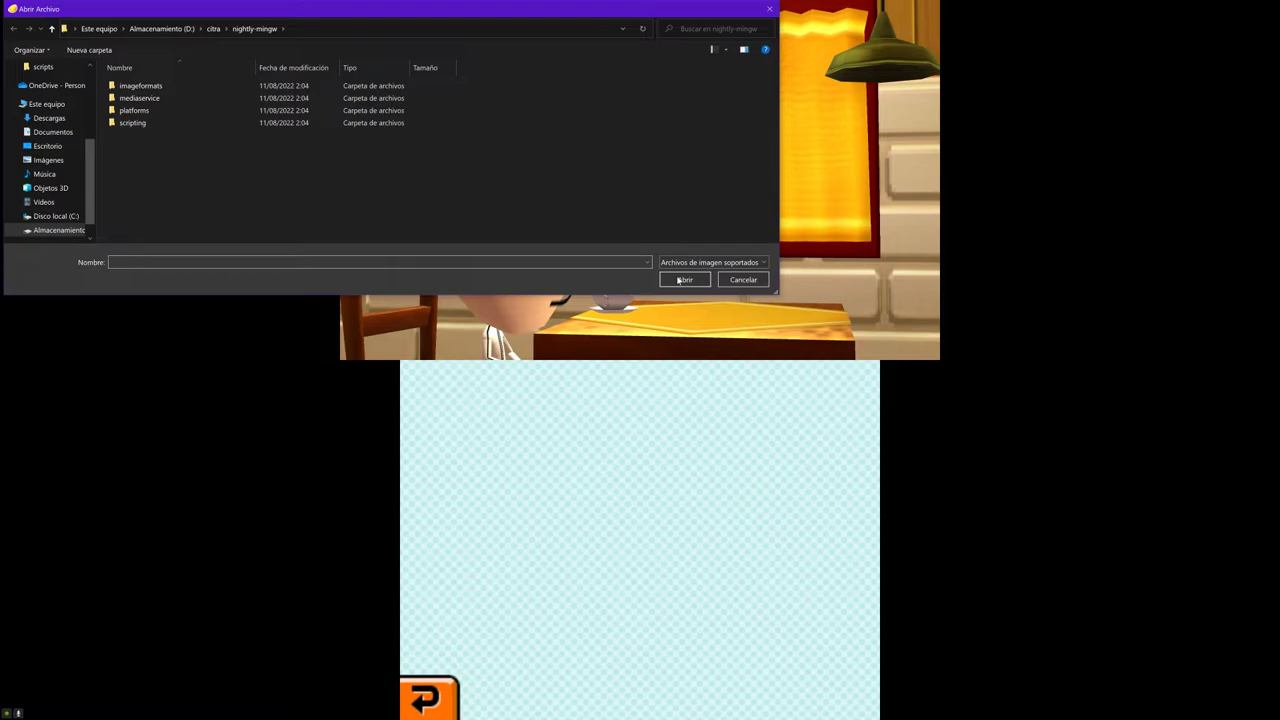 Abrir Archivo
Este equipo > Almacenamiento (D:) > citra > nightly-mingw >
Buscar en nightly-mingw
Organizar
Nueva carpeta
scripts
OneDrive - Person
Este equipo
Descargas
Documentos
Escritorio
Imágenes
Música
Objetos 3D
Vídeos
Disco local (C:)
Almacenamiento
Nombre Fecha de modificación Tipo Tamaño
imageformats 11/08/2022 2:04 Carpeta de archivos
mediaservice 11/08/2022 2:04 Carpeta de archivos
platforms 11/08/2022 2:04 Carpeta de archivos
scripting 11/08/2022 2:04 Carpeta de archivos
Nombre:
Archivos de imagen soportados
Abrir
Cancelar